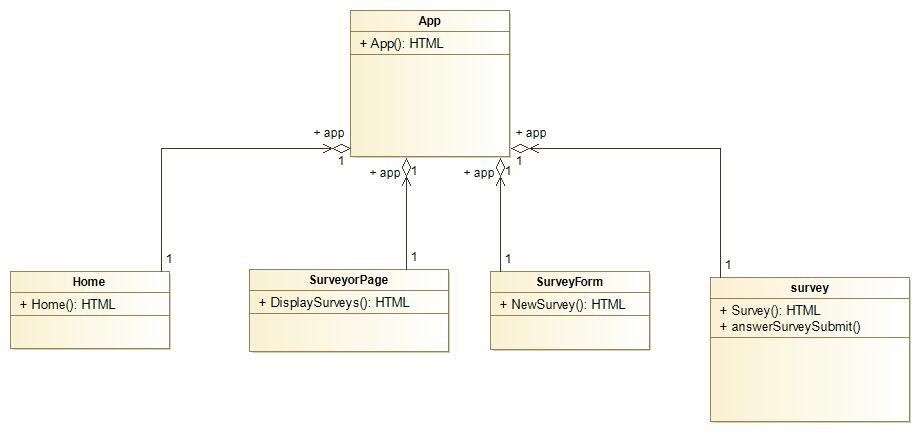 App
+ App(): HTML
+ app
1
+ app
1
+ app
1
+ app
1
1
1
1
1
Home
+ Home(): HTML
SurveyorPage
+ DisplaySurveys(): HTML
SurveyForm
+ NewSurvey(): HTML
survey
+ Survey(): HTML
+ answerSurveySubmit()